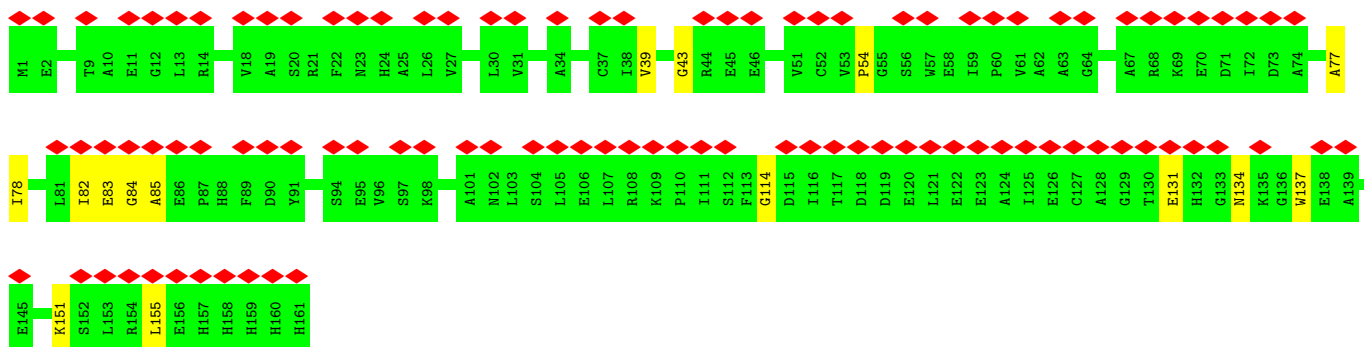 M1 E2 T9 A10 E11 G12 L13 R14 V18 A19 S20 R21 F22 N23 H24 A25 L26 V27 L30 V31 A34 C37 I38 V39 G43 R44 E45 E46 V51 C52 V53 P54 G55 S56 W57 E58 I59 P60 V61 A62 A63 G64 A67 R68 K69 E70 D71 I72 D73 A74 A77
I78 L81 I82 E83 G84 A85 E86 P87 H88 F89 D90 Y91 S94 E95 V96 S97 K98 A101 N102 L103 S104 L105 E106 L107 R108 K109 P110 I111 S112 F113 G114 D115 I116 T117 D118 D119 E120 L121 E122 E123 A124 I125 E126 C127 A128 G129 T130 E131 H132 G133 N134 K135 G136 W137 E138 A139
E145 K151 S152 L153 R154 L155 E156 H157 H158 H159 H160 H161